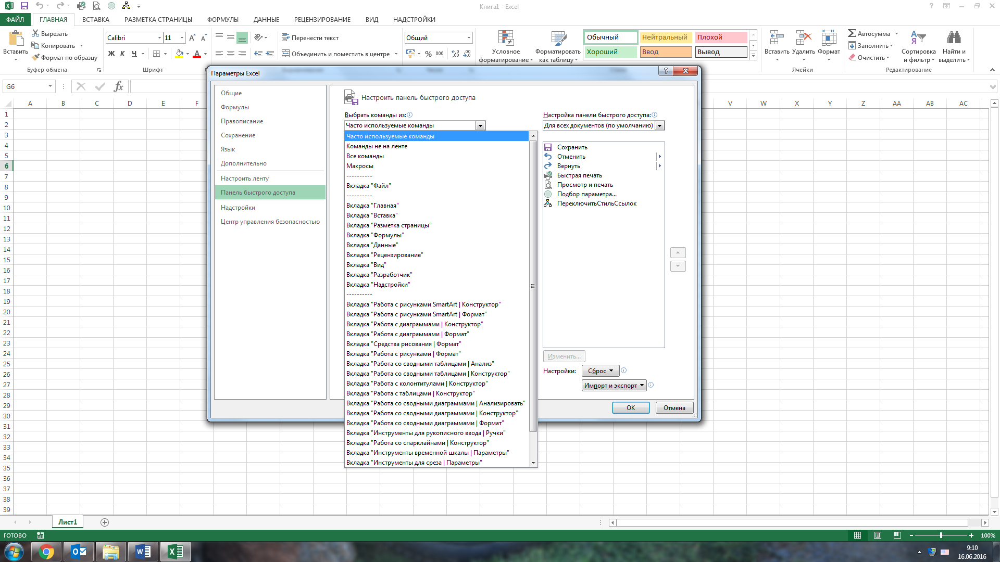 Книга1 - Excel
ФАЙЛ ГЛАВНАЯ ВСТАВКА РАЗМЕТКА СТРАНИЦЫ ФОРМУЛЫ ДАННЫЕ РЕЦЕНЗИРОВАНИЕ ВИД НАДСТРОЙКИ
Вставить
Вырезать
Копировать
Формат по образцу
Буфер обмена
Calibri 11
Ж К Ч
Шрифт
Перенести текст
Объединить и поместить в центре
Общий
% 000
Условное форматирование
Форматировать как таблицу
Обычный Нейтральный Плохой
Хороший Ввод Вывод
Вставить Удалить Формат
Ячейки
Автосумма
Заполнить
Очистить
Сортировка и фильтр
Найти и выделить
Редактирование
G6
fx
A B C D E F V W X Y Z AA AB AC
1
2
3
4
5
6
7
8
9
10
11
12
13
14
15
16
17
18
19
20
21
22
23
24
25
26
27
28
29
30
31
32
33
34
35
36
37
38
39
Параметры Excel
Общие
Формулы
Правописание
Сохранение
Язык
Дополнительно
Настроить ленту
Панель быстрого доступа
Надстройки
Центр управления безопасностью
Настроить панель быстрого доступа
Выбрать команды из:
Часто используемые команды
Часто используемые команды
Команды не на ленте
Все команды
Макросы
----------
Вкладка "Файл"
----------
Вкладка "Главная"
Вкладка "Вставка"
Вкладка "Разметка страницы"
Вкладка "Формулы"
Вкладка "Данные"
Вкладка "Рецензирование"
Вкладка "Вид"
Вкладка "Разработчик"
Вкладка "Надстройки"
----------
Вкладка "Работа с рисунками SmartArt | Конструктор"
Вкладка "Работа с рисунками SmartArt | Формат"
Вкладка "Работа с диаграммами | Конструктор"
Вкладка "Работа с диаграммами | Формат"
Вкладка "Средства рисования | Формат"
Вкладка "Работа с рисунками | Формат"
Вкладка "Работа со сводными таблицами | Анализ"
Вкладка "Работа со сводными таблицами | Конструктор"
Вкладка "Работа с колонтитулами | Конструктор"
Вкладка "Работа с таблицами | Конструктор"
Вкладка "Работа со сводными диаграммами | Анализировать"
Вкладка "Работа со сводными диаграммами | Конструктор"
Вкладка "Работа со сводными диаграммами | Формат"
Вкладка "Инструменты для рукописного ввода | Ручки"
Вкладка "Работа со спарклайнами | Конструктор"
Вкладка "Инструменты временной шкалы | Параметры"
Вкладка "Инструменты для среза | Параметры"
Настройка панели быстрого доступа:
Для всех документов (по умолчанию)
Сохранить
Отменить
Вернуть
Быстрая печать
Просмотр и печать
Подбор параметра...
ПереключитьСтильСсылок
Изменить...
Настройки: Сброс
Импорт и экспорт
ОК Отмена
Лист1
ГОТОВО
100%
9:10
16.06.2016